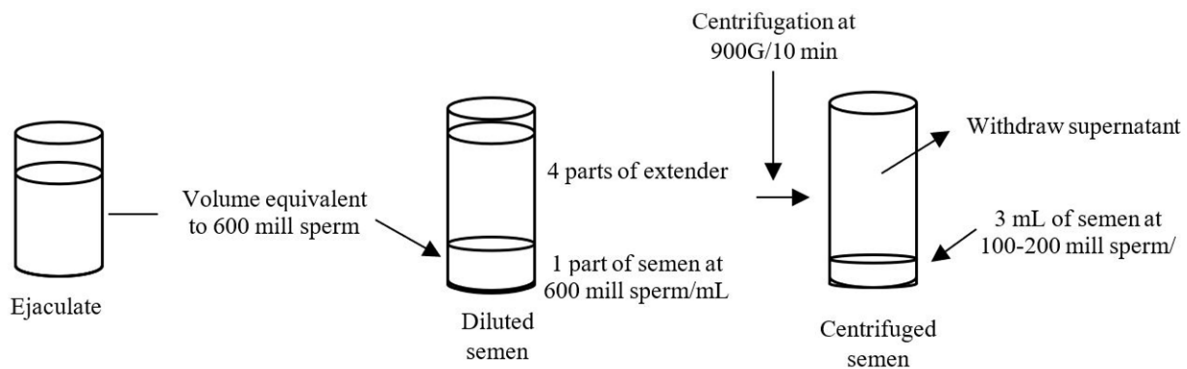 Ejaculate
Volume equivalent
to 600 mill sperm
4 parts of extender
1 part of semen at
600 mill sperm/mL
Diluted
semen
Centrifugation at
900G/10 min
Withdraw supernatant
3 mL of semen at
100-200 mill sperm/
Centrifuged
semen